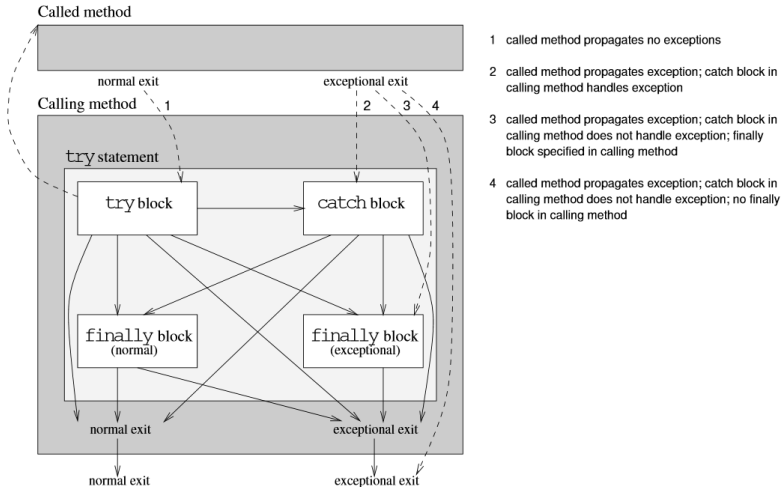 Called method
normal exit
exceptional exit
Calling method
1
2
3
4
try statement
try block
catch block
finally block
(normal)
finally block
(exceptional)
normal exit
exceptional exit
normal exit
exceptional exit
1 called method propagates no exceptions
2 called method propagates exception; catch block in
calling method handles exception
3 called method propagates exception; catch block in
calling method does not handle exception; finally
block specified in calling method
4 called method propagates exception; catch block in
calling method does not handle exception; no finally
block in calling method